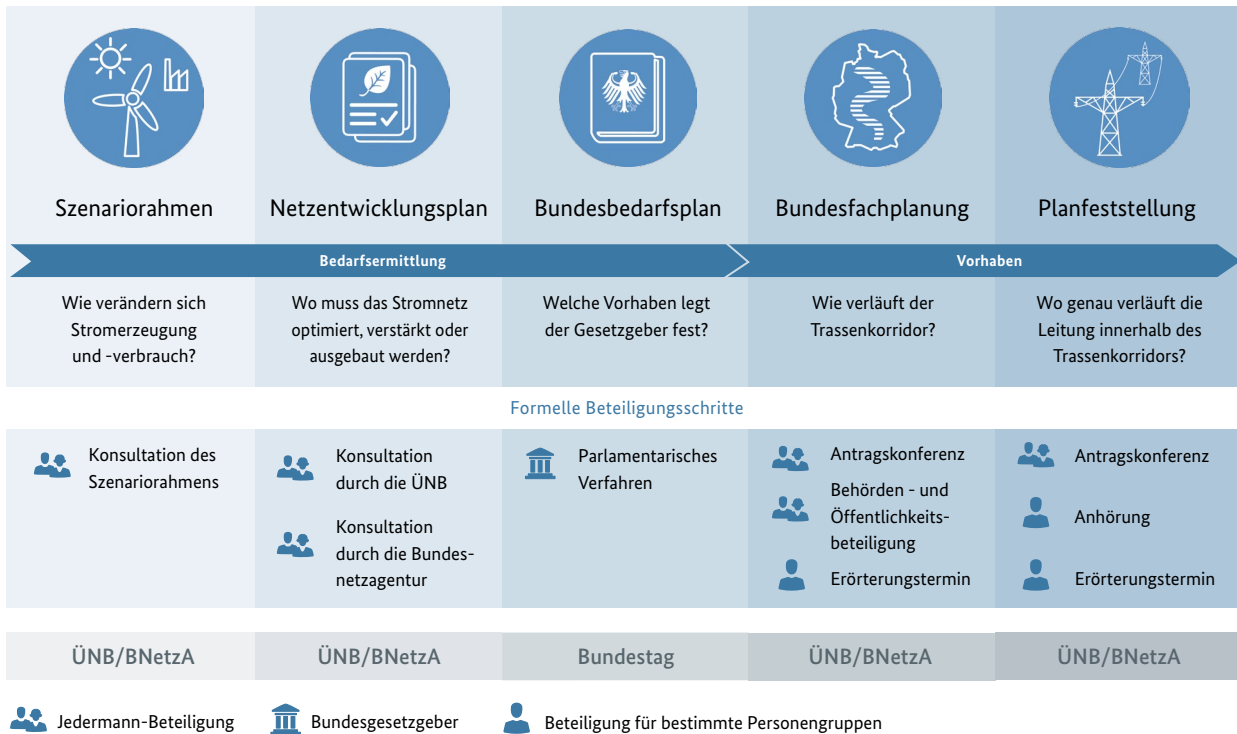 Szenariorahmen
Netzentwicklungsplan
Bundesbedarfsplan
Bundesfachplanung
Planfeststellung
Bedarfsermittlung
Vorhaben
Wie verändern sich
Stromerzeugung
und -verbrauch?
Wo muss das Stromnetz
optimiert, verstärkt oder
ausgebaut werden?
Welche Vorhaben legt
der Gesetzgeber fest?
Wie verläuft der
Trassenkorridor?
Wo genau verläuft die
Leitung innerhalb des
Trassenkorridors?
Formelle Beteiligungsschritte
Konsultation des
Szenariorahmens
Konsultation
durch die ÜNB
Konsultation
durch die Bundes-
netzagentur
Parlamentarisches
Verfahren
Antragskonferenz
Behörden - und
Öffentlichkeits-
beteiligung
Erörterungstermin
Antragskonferenz
Anhörung
Erörterungstermin
ÜNB/BNetzA
ÜNB/BNetzA
Bundestag
ÜNB/BNetzA
ÜNB/BNetzA
Jedermann-Beteiligung
Bundesgesetzgeber
Beteiligung für bestimmte Personengruppen